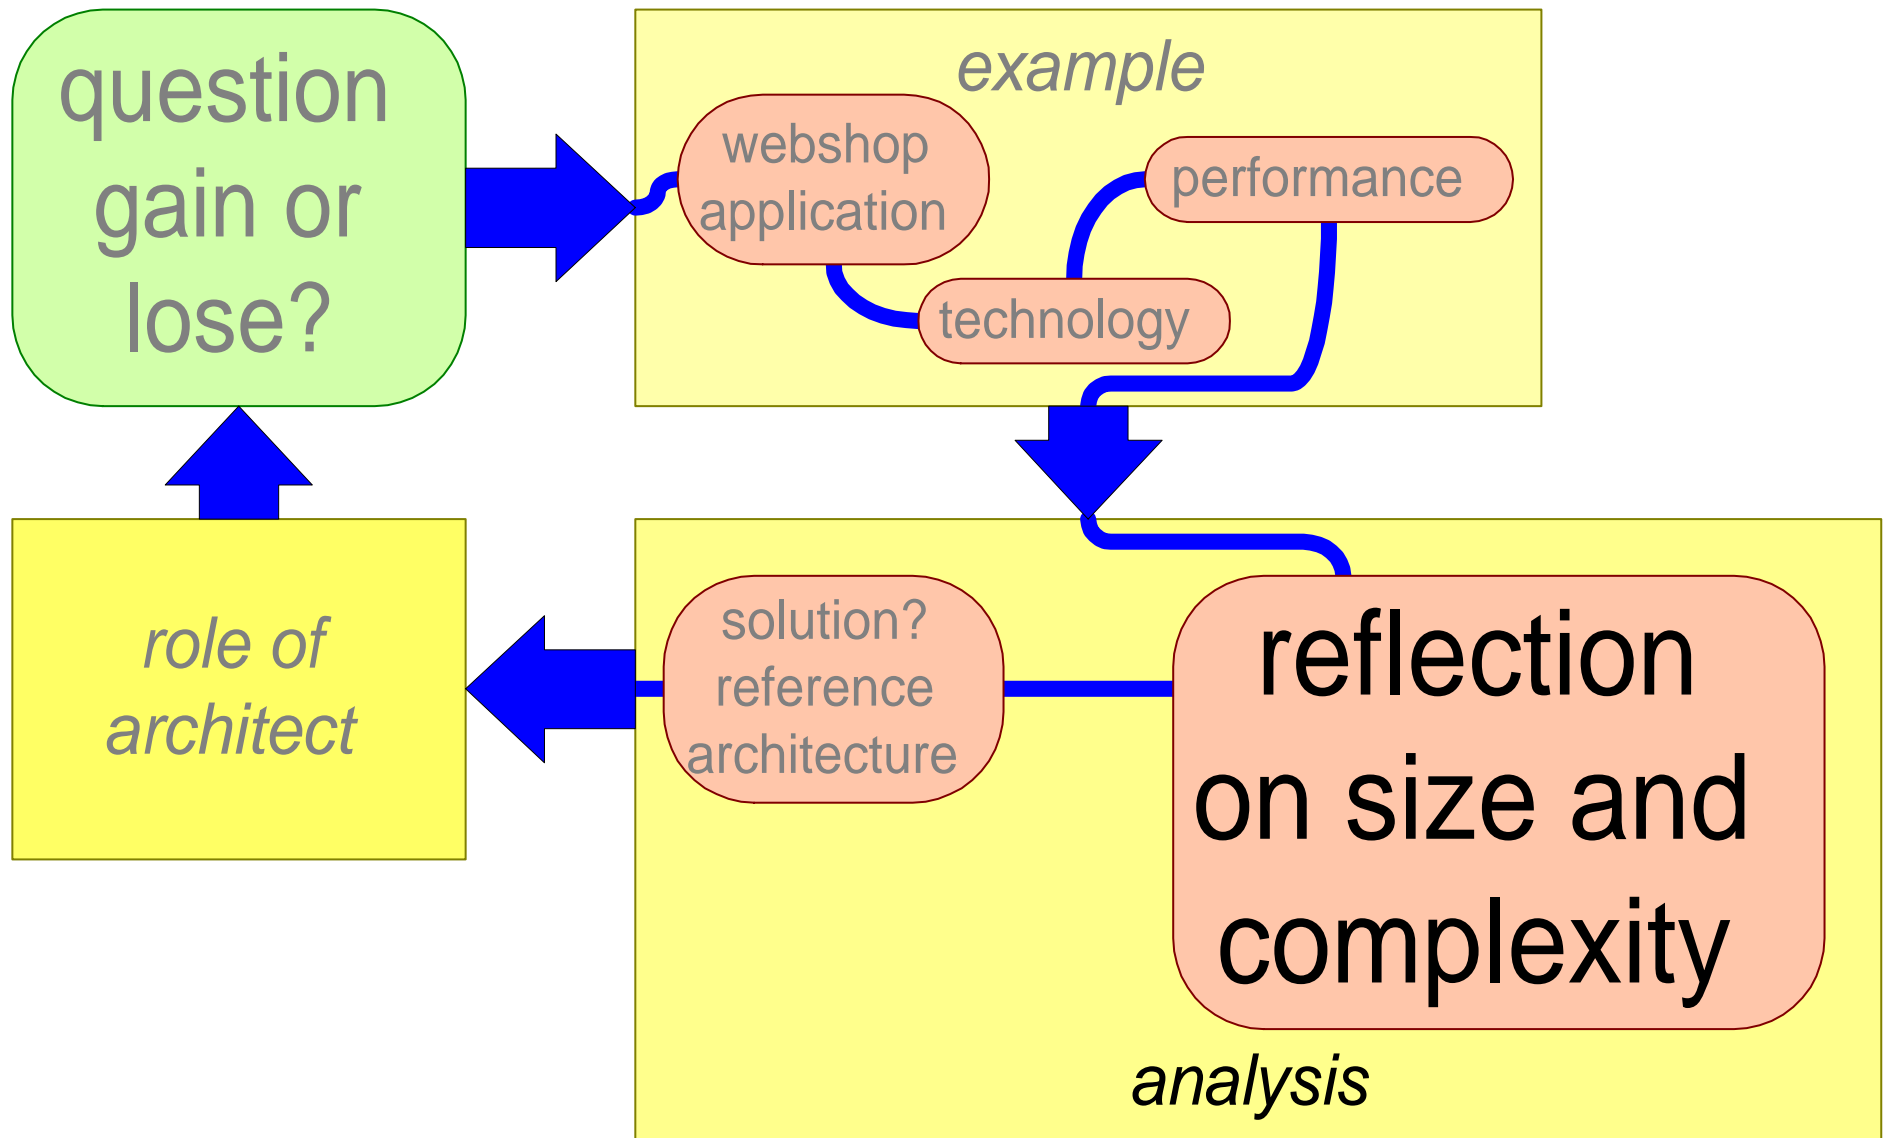 question
gain or
lose?
example
webshop
application
performance
technology
reflection
on size and
complexity
solution?
reference
architecture
analysis
role of
architect